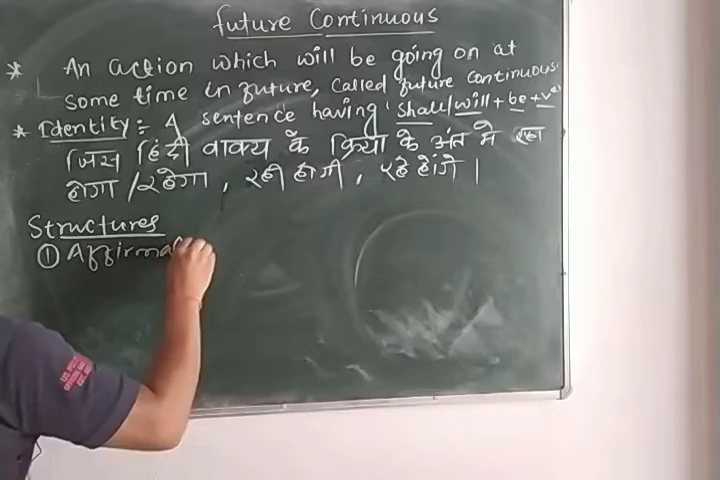 future Continuous
* An action which will be going on at
some time in future, called future continuous.
* Identity:- A sentence having 'shall/will + be + v
जिस हिंदी वाक्य के क्रिया के अंत मे रहा
होगा/रहेगा, रही होगी, रहे होंगे।
Structures
① Affirma